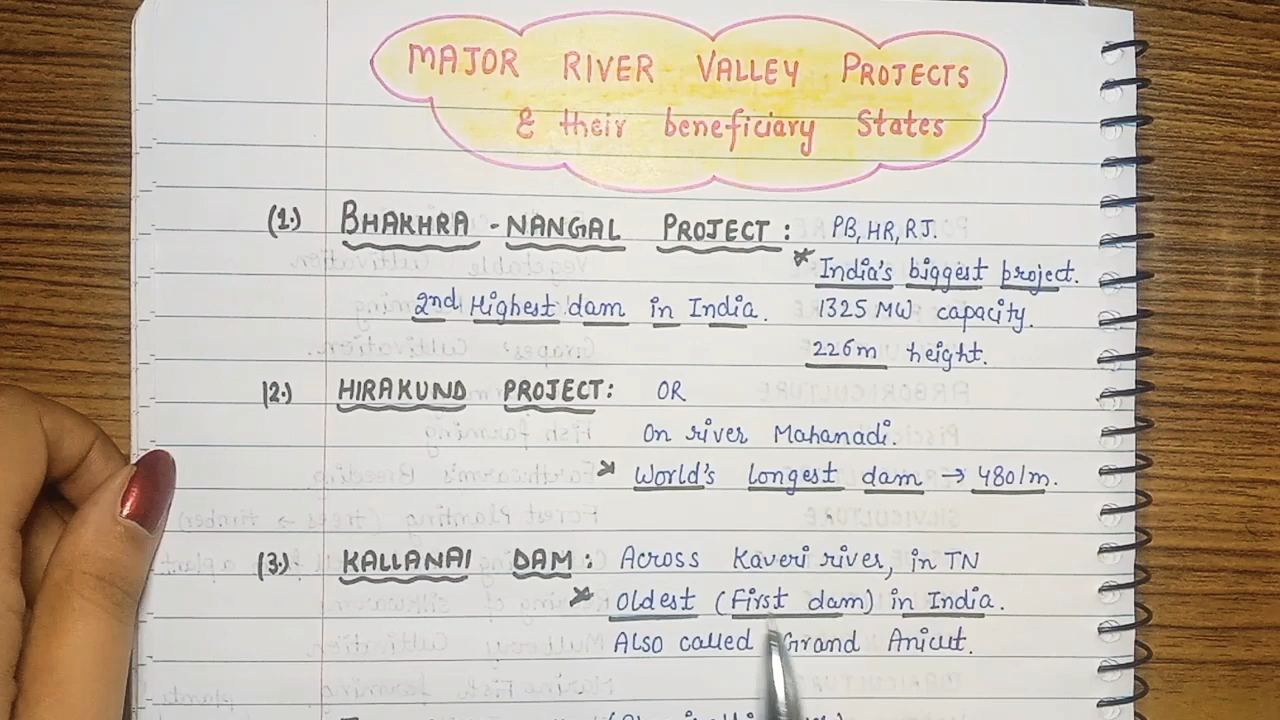 MAJOR RIVER VALLEY PROJECTS
& their beneficiary States
(1.) BHAKHRA - NANGAL PROJECT : PB, HR, RJ.
* India's biggest project.
2nd Highest dam in India. 1325 MW capacity.
226m height.
(2.) HIRAKUND PROJECT: OR
On river Mahanadi.
* World's longest dam → 4801m.
(3.) KALLANAI DAM: Across Kaveri river, in TN
* Oldest (First dam) in India.
Also called Grand Anicut.